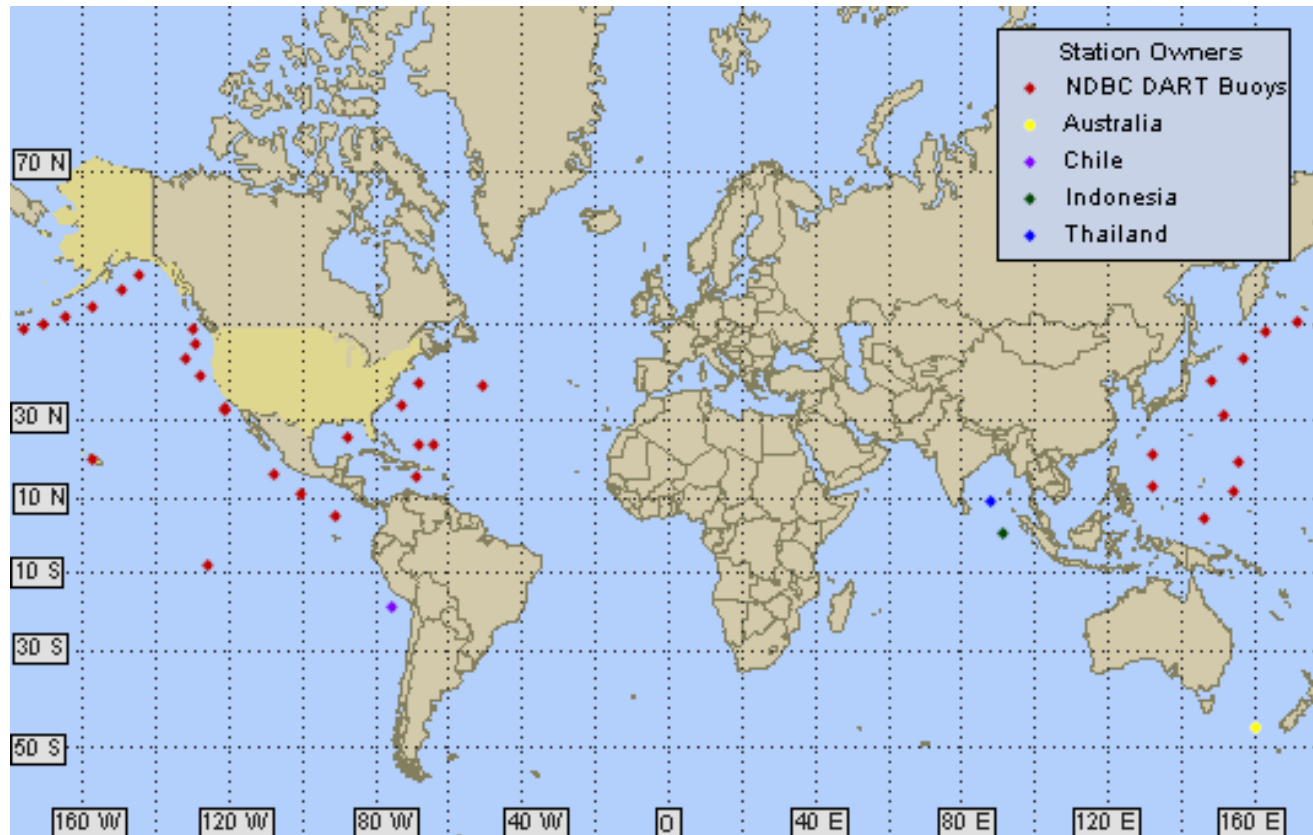 Station Owners
NDBC DART Buoys
Australia
Chile
Indonesia
Thailand
70 N
30 N
10 N
10 S
30 S
50 S
160 W
120 W
80 W
40 W
0
40 E
80 E
120 E
160 E